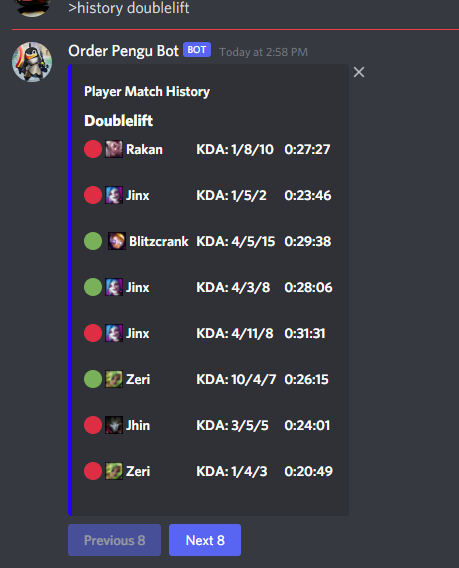 >history doublelift
Order Pengu Bot BOT Today at 2:58 PM
Player Match History
Doublelift
Rakan KDA: 1/8/10 0:27:27
Jinx KDA: 1/5/2 0:23:46
Blitzcrank KDA: 4/5/15 0:29:38
Jinx KDA: 4/3/8 0:28:06
Jinx KDA: 4/11/8 0:31:31
Zeri KDA: 10/4/7 0:26:15
Jhin KDA: 3/5/5 0:24:01
Zeri KDA: 1/4/3 0:20:49
Previous 8 Next 8